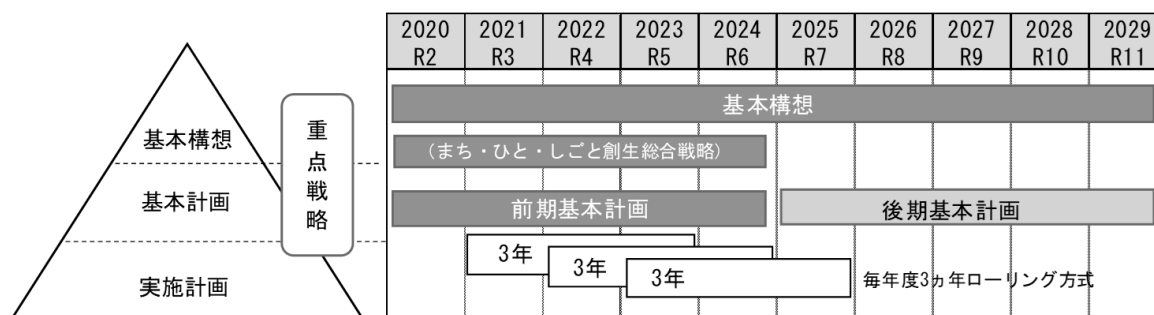 2020 2021 2022 2023 2024 2025 2026 2027 2028 2029
R2 R3 R4 R5 R6 R7 R8 R9 R10 R11
基本構想
(まち・ひと・しごと創生総合戦略)
前期基本計画
後期基本計画
3年
3年
3年
毎年度3ヵ年ローリング方式
基本構想
基本計画
実施計画
重点戦略